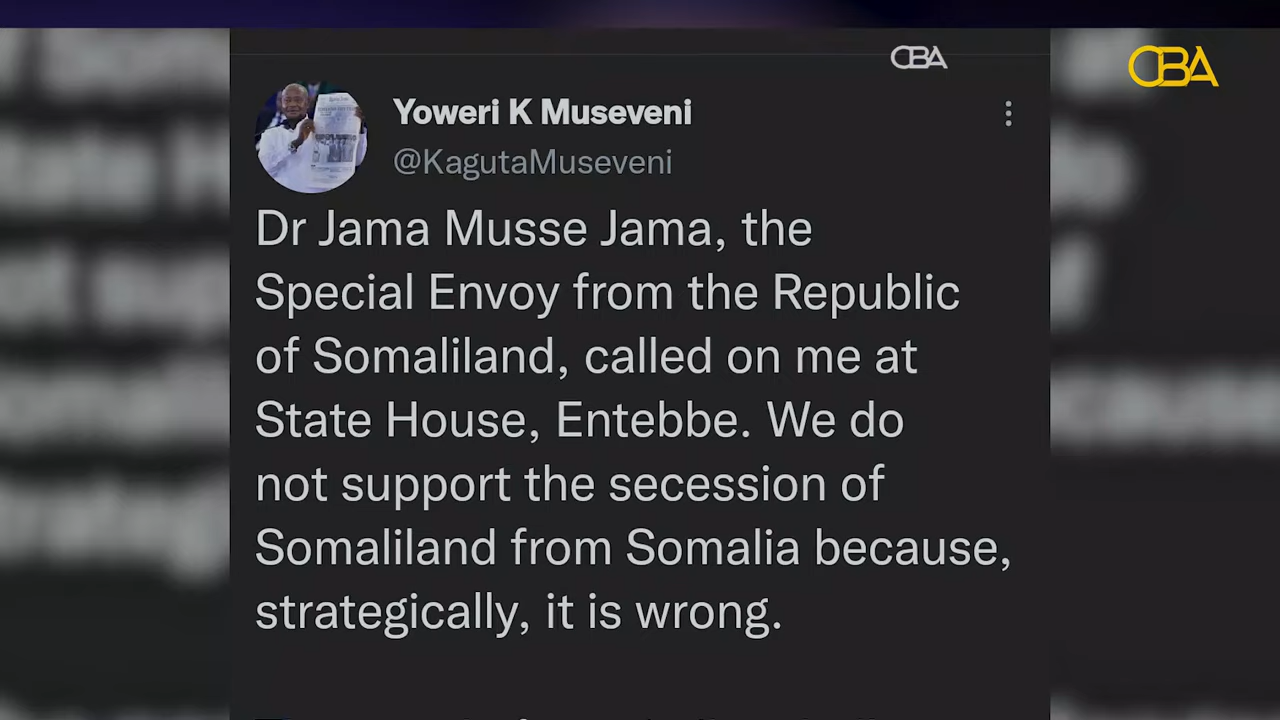 CBA
CBA
Yoweri K Museveni
@KagutaMuseveni
Dr Jama Musse Jama, the
Special Envoy from the Republic
of Somaliland, called on me at
State House, Entebbe. We do
not support the secession of
Somaliland from Somalia because,
strategically, it is wrong.